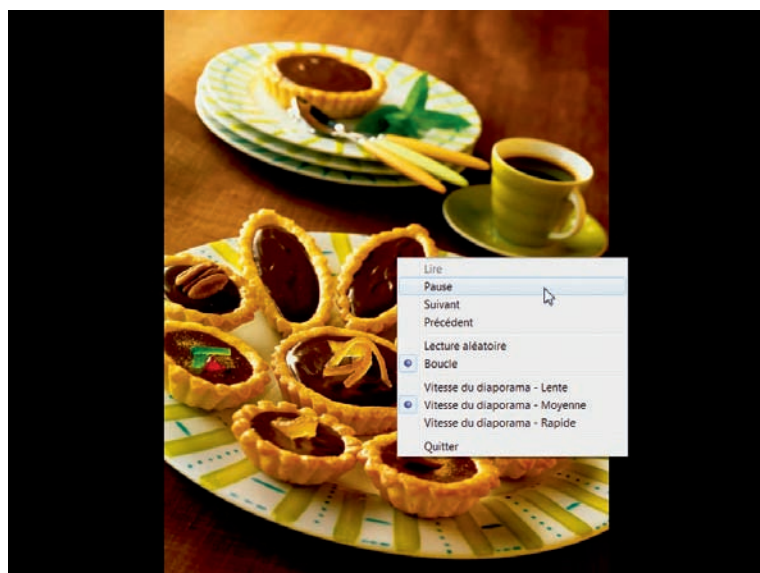 Lire
Pause
Suivant
Précédent
Lecture aléatoire
Boucle
Vitesse du diaporama - Lente
Vitesse du diaporama - Moyenne
Vitesse du diaporama - Rapide
Quitter